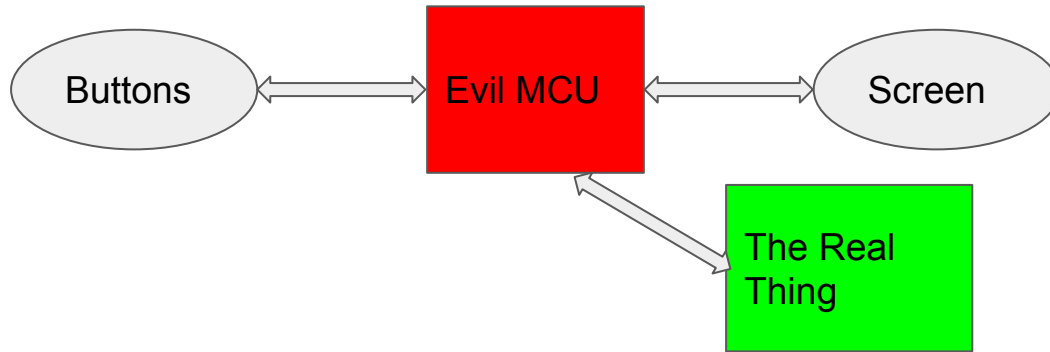 Buttons
Evil MCU
Screen
The Real
Thing